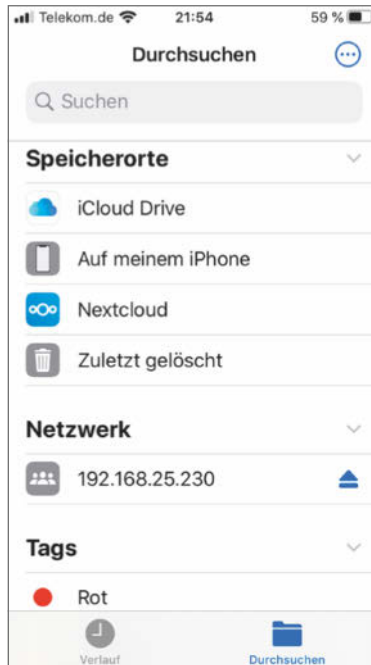 Telekom.de 21:54 59 %
Durchsuchen
Suchen
Speicherorte
iCloud Drive
Auf meinem iPhone
Nextcloud
Zuletzt gelöscht
Netzwerk
192.168.25.230
Tags
Rot
Verlauf Durchsuchen